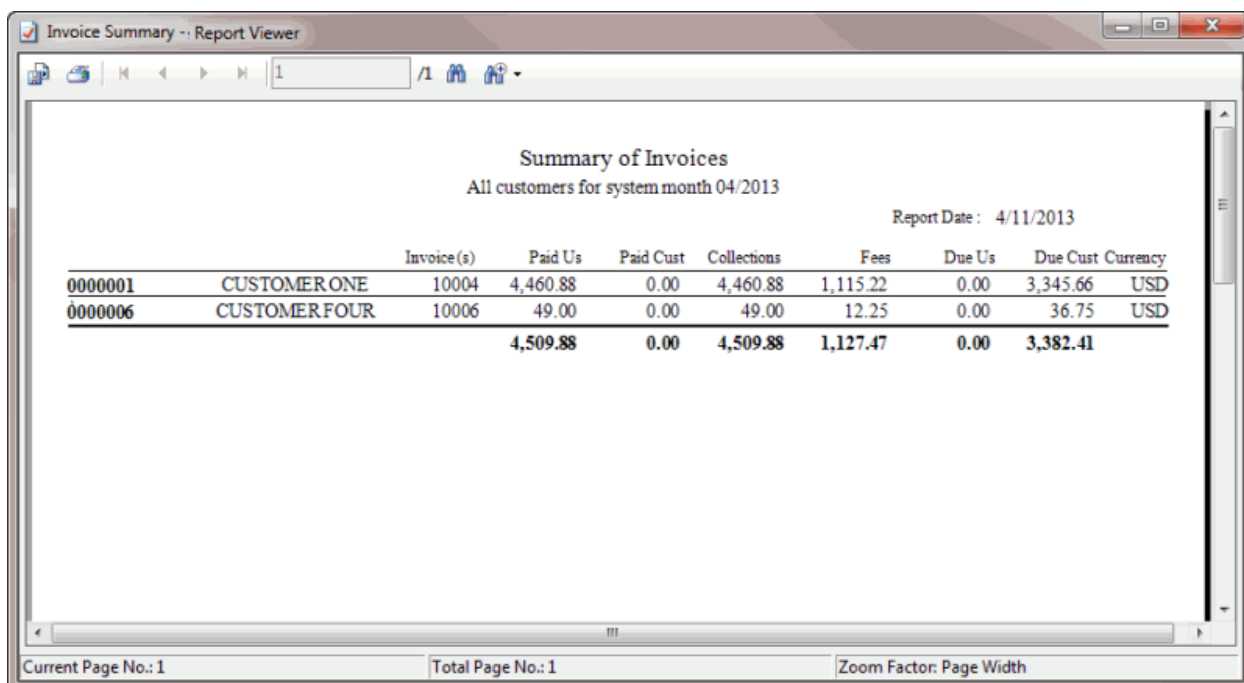 Invoice Summary -: Report Viewer
1 /1
Summary of Invoices
All customers for system month 04/2013
Report Date : 4/11/2013
Invoice(s) Paid Us Paid Cust Collections Fees Due Us Due Cust Currency
0000001 CUSTOMER ONE 10004 4,460.88 0.00 4,460.88 1,115.22 0.00 3,345.66 USD
0000006 CUSTOMER FOUR 10006 49.00 0.00 49.00 12.25 0.00 36.75 USD
4,509.88 0.00 4,509.88 1,127.47 0.00 3,382.41
Current Page No.: 1 Total Page No.: 1 Zoom Factor: Page Width